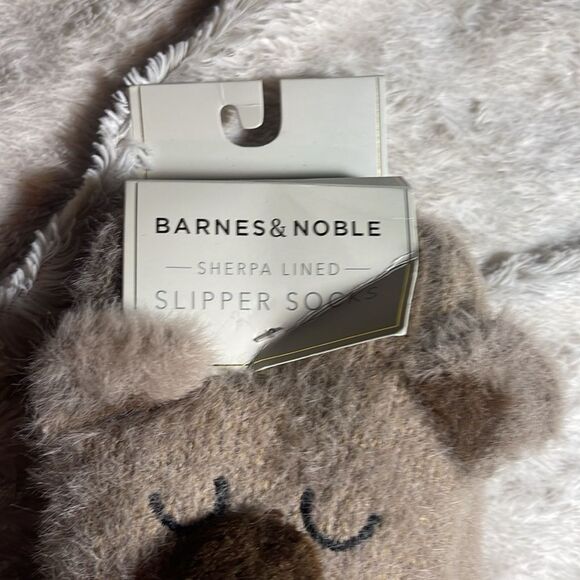 BARNES & NOBLE
SHERPA LINED
SLIPPER SOCKS